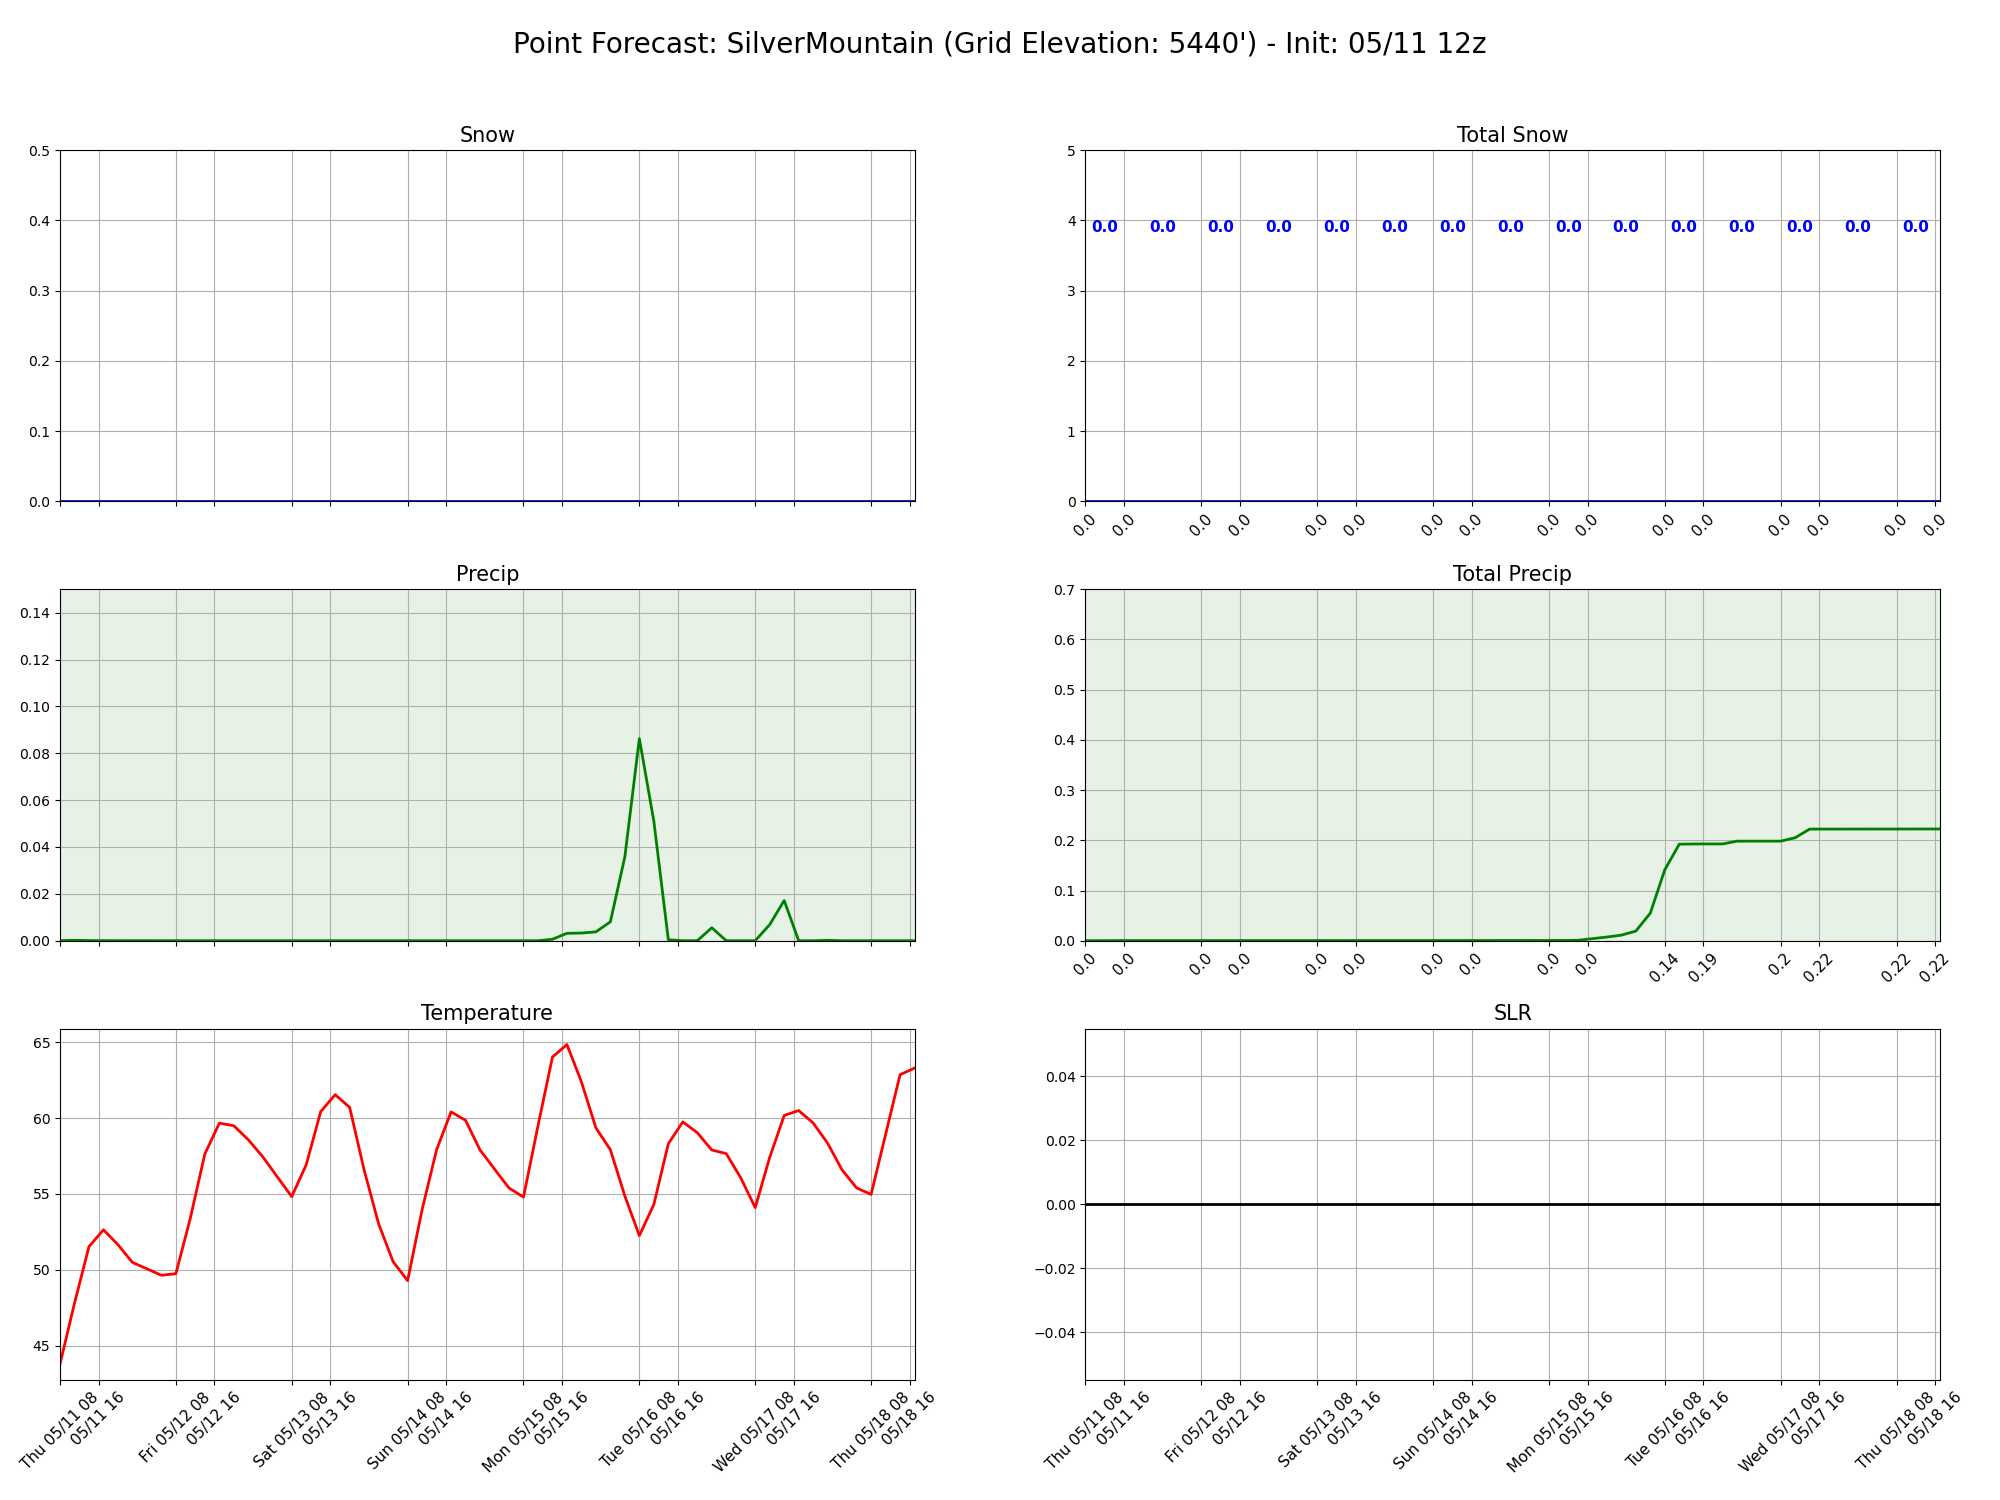 Point Forecast: SilverMountain (Grid Elevation: 5440') - Init: 05/11 12z
Snow
0.5
0.4
0.3
0.2
0.1
0.0
Total Snow
5
4
3
2
1
0
0.0 0.0 0.0 0.0 0.0 0.0 0.0 0.0 0.0 0.0 0.0 0.0 0.0 0.0 0.0
0.0 0.0 0.0 0.0 0.0 0.0 0.0 0.0 0.0 0.0 0.0 0.0 0.0 0.0 0.0 0.0
Precip
0.14
0.12
0.10
0.08
0.06
0.04
0.02
0.00
Total Precip
0.7
0.6
0.5
0.4
0.3
0.2
0.1
0.0
0.0 0.0 0.0 0.0 0.0 0.0 0.0 0.0 0.0 0.0 0.14 0.19 0.2 0.22 0.22 0.22
Temperature
65
60
55
50
45
Thu 05/11 08
05/11 16
Fri 05/12 08
05/12 16
Sat 05/13 08
05/13 16
Sun 05/14 08
05/14 16
Mon 05/15 08
05/15 16
Tue 05/16 08
05/16 16
Wed 05/17 08
05/17 16
Thu 05/18 08
05/18 16
SLR
0.04
0.02
0.00
−0.02
−0.04
Thu 05/11 08
05/11 16
Fri 05/12 08
05/12 16
Sat 05/13 08
05/13 16
Sun 05/14 08
05/14 16
Mon 05/15 08
05/15 16
Tue 05/16 08
05/16 16
Wed 05/17 08
05/17 16
Thu 05/18 08
05/18 16